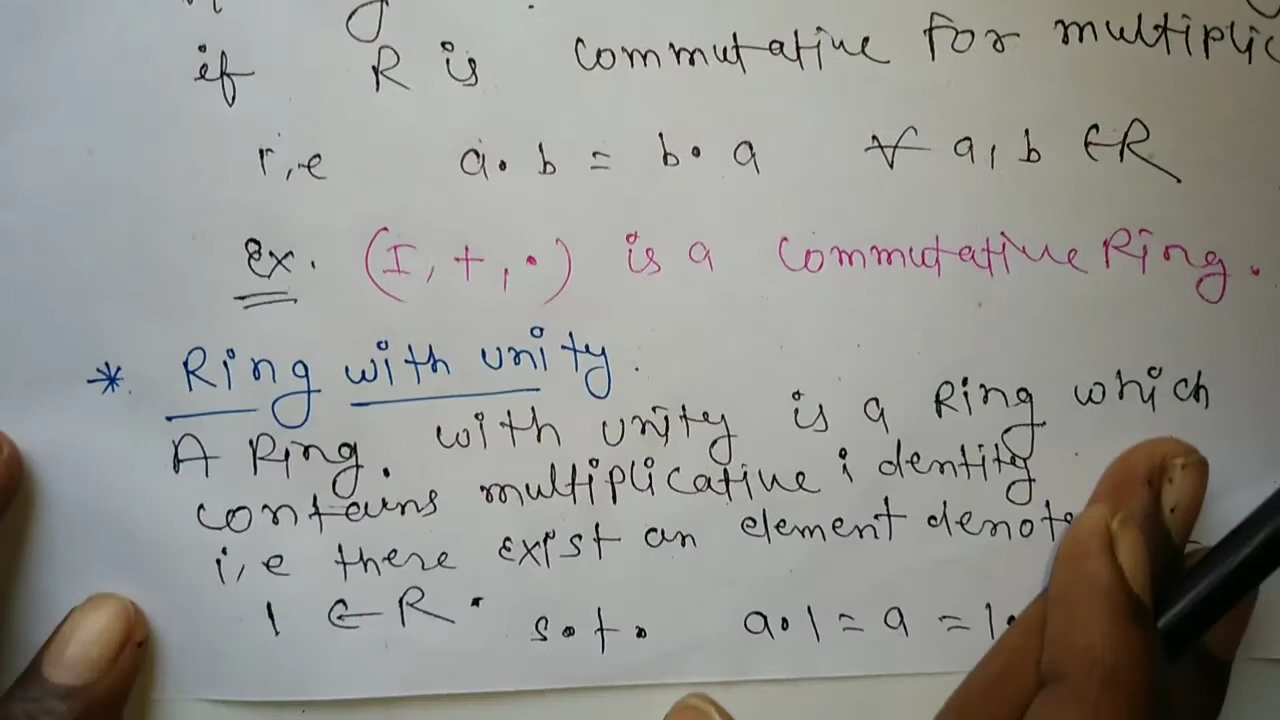 if R is commutative for multiplic
i,e a.b = b.a ∀ a, b ∈ R
ex. (I, +, .) is a commutative Ring.
* Ring with unity.
A Ring. with unity is a Ring which
contains multiplicative identity
i,e there exist an element denote
1 ∈ R. s.t. a.1 = a = 1.